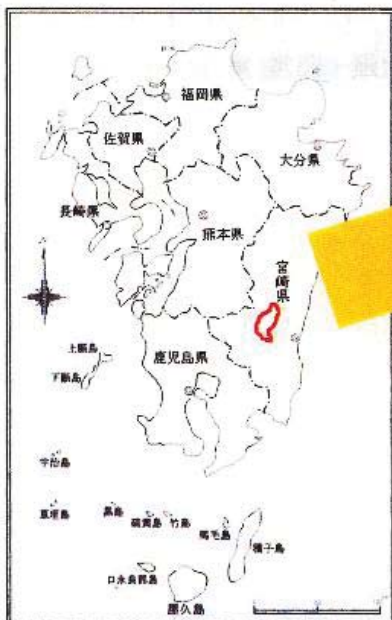 福岡県
佐賀県
大分県
長崎県
熊本県
宮崎県
鹿児島県
上甑島
下甑島
宇治島
草垣島
黒島
硫黄島
竹島
馬毛島
種子島
口永良部島
屋久島